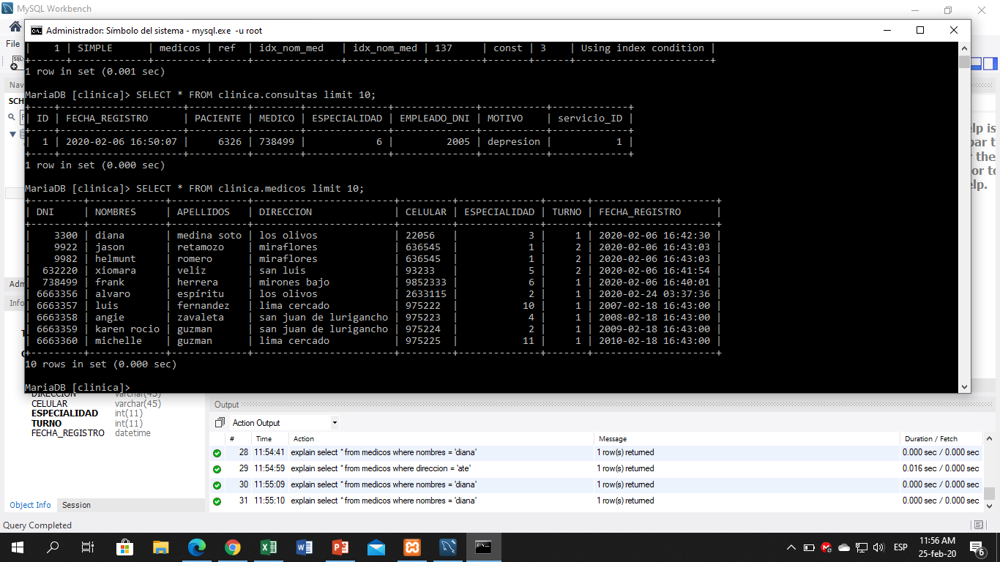 MySQL Workbench
Administrador: Símbolo del sistema - mysql.exe -u root
File
| 1 | SIMPLE | medicos | ref | idx_nom_med | idx_nom_med | 137 | const | 3 | Using index condition |
1 row in set (0.001 sec)
MariaDB [clinica]> SELECT * FROM clinica.consultas limit 10;
| ID | FECHA_REGISTRO | PACIENTE | MEDICO | ESPECIALIDAD | EMPLEADO_DNI | MOTIVO | servicio_ID |
| 1 | 2020-02-06 16:50:07 | 6326 | 738499 | 6 | 2005 | depresion | 1 |
1 row in set (0.000 sec)
MariaDB [clinica]> SELECT * FROM clinica.medicos limit 10;
| DNI | NOMBRES | APELLIDOS | DIRECCION | CELULAR | ESPECIALIDAD | TURNO | FECHA_REGISTRO |
| 3300 | diana | medina soto | los olivos | 22056 | 3 | 1 | 2020-02-06 16:42:30 |
| 9922 | jason | retamozo | miraflores | 636545 | 1 | 2 | 2020-02-06 16:43:03 |
| 9982 | helmunt | romero | miraflores | 636545 | 1 | 2 | 2020-02-06 16:43:03 |
| 632220 | xiomara | veliz | san luis | 93233 | 5 | 2 | 2020-02-06 16:41:54 |
| 738499 | frank | herrera | mirones bajo | 9852333 | 6 | 1 | 2020-02-06 16:40:01 |
| 6663356 | alvaro | espíritu | los olivos | 2633115 | 2 | 1 | 2020-02-24 03:37:36 |
| 6663357 | luis | fernandez | lima cercado | 975222 | 10 | 1 | 2007-02-18 16:43:00 |
| 6663358 | angie | zavaleta | san juan de lurigancho | 975223 | 4 | 1 | 2008-02-18 16:43:00 |
| 6663359 | karen rocio | guzman | san juan de lurigancho | 975224 | 2 | 1 | 2009-02-18 16:43:00 |
| 6663360 | michelle | guzman | lima cercado | 975225 | 11 | 1 | 2010-02-18 16:43:00 |
10 rows in set (0.000 sec)
MariaDB [clinica]>
Nav
SCH
Adm
Info
elp is
par t
r the
or to
elp.
DIRECCION varchar(45)
CELULAR varchar(45)
ESPECIALIDAD int(11)
TURNO int(11)
FECHA_REGISTRO datetime
Object Info Session
Output
Action Output
# Time Action Message Duration / Fetch
28 11:54:41 explain select * from medicos where nombres = 'diana' 1 row(s) returned 0.000 sec / 0.000 sec
29 11:54:59 explain select * from medicos where direccion = 'ate' 1 row(s) returned 0.016 sec / 0.000 sec
30 11:55:09 explain select * from medicos where nombres = 'diana' 1 row(s) returned 0.000 sec / 0.000 sec
31 11:55:10 explain select * from medicos where nombres = 'diana' 1 row(s) returned 0.000 sec / 0.000 sec
Query Completed
ESP
11:56 AM
25-feb-20
6